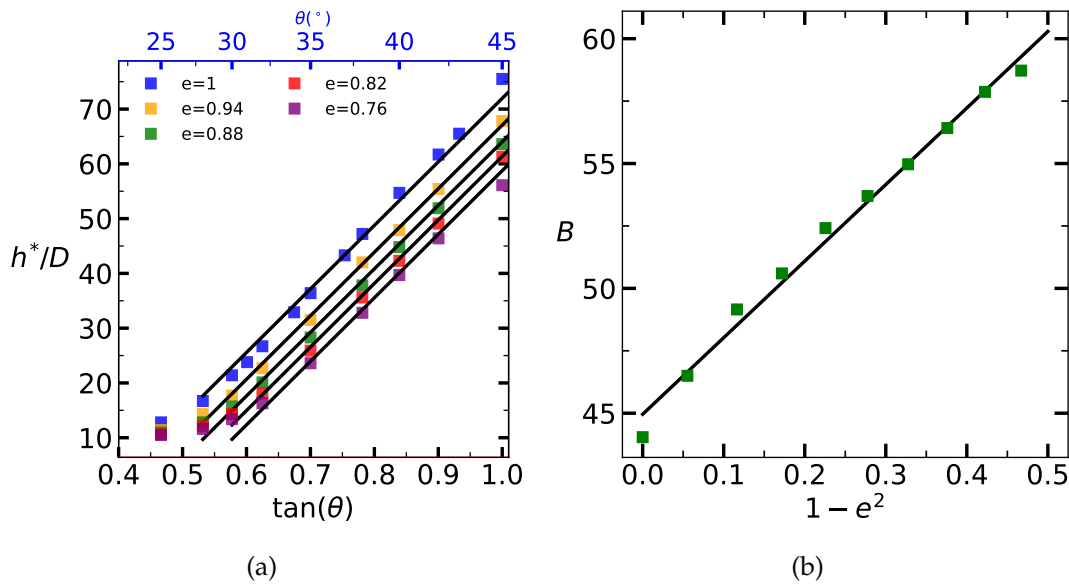 θ(°)
25 30 35 40 45
e=1 e=0.82
e=0.94 e=0.76
e=0.88
70
60
50
h*/D
40
30
20
10
0.4 0.5 0.6 0.7 0.8 0.9 1.0
tan(θ)
(a)
60
55
B
50
45
0.0 0.1 0.2 0.3 0.4 0.5
1 − e²
(b)